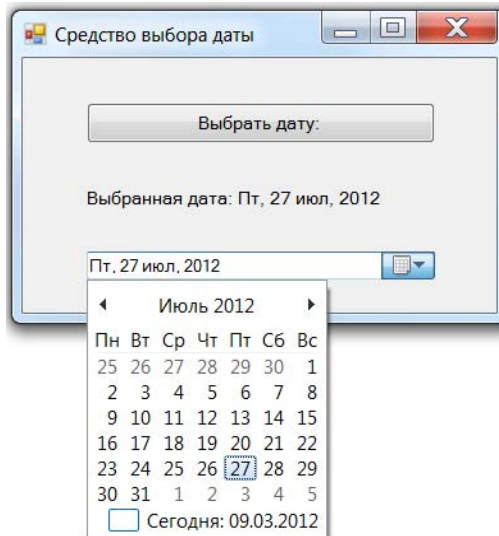 Средство выбора даты
Выбрать дату:
Выбранная дата: Пт, 27 июл, 2012
Пт, 27 июл, 2012
Июль 2012
Пн Вт Ср Чт Пт Сб Вс
25 26 27 28 29 30 1
2 3 4 5 6 7 8
9 10 11 12 13 14 15
16 17 18 19 20 21 22
23 24 25 26 27 28 29
30 31 1 2 3 4 5
Сегодня: 09.03.2012